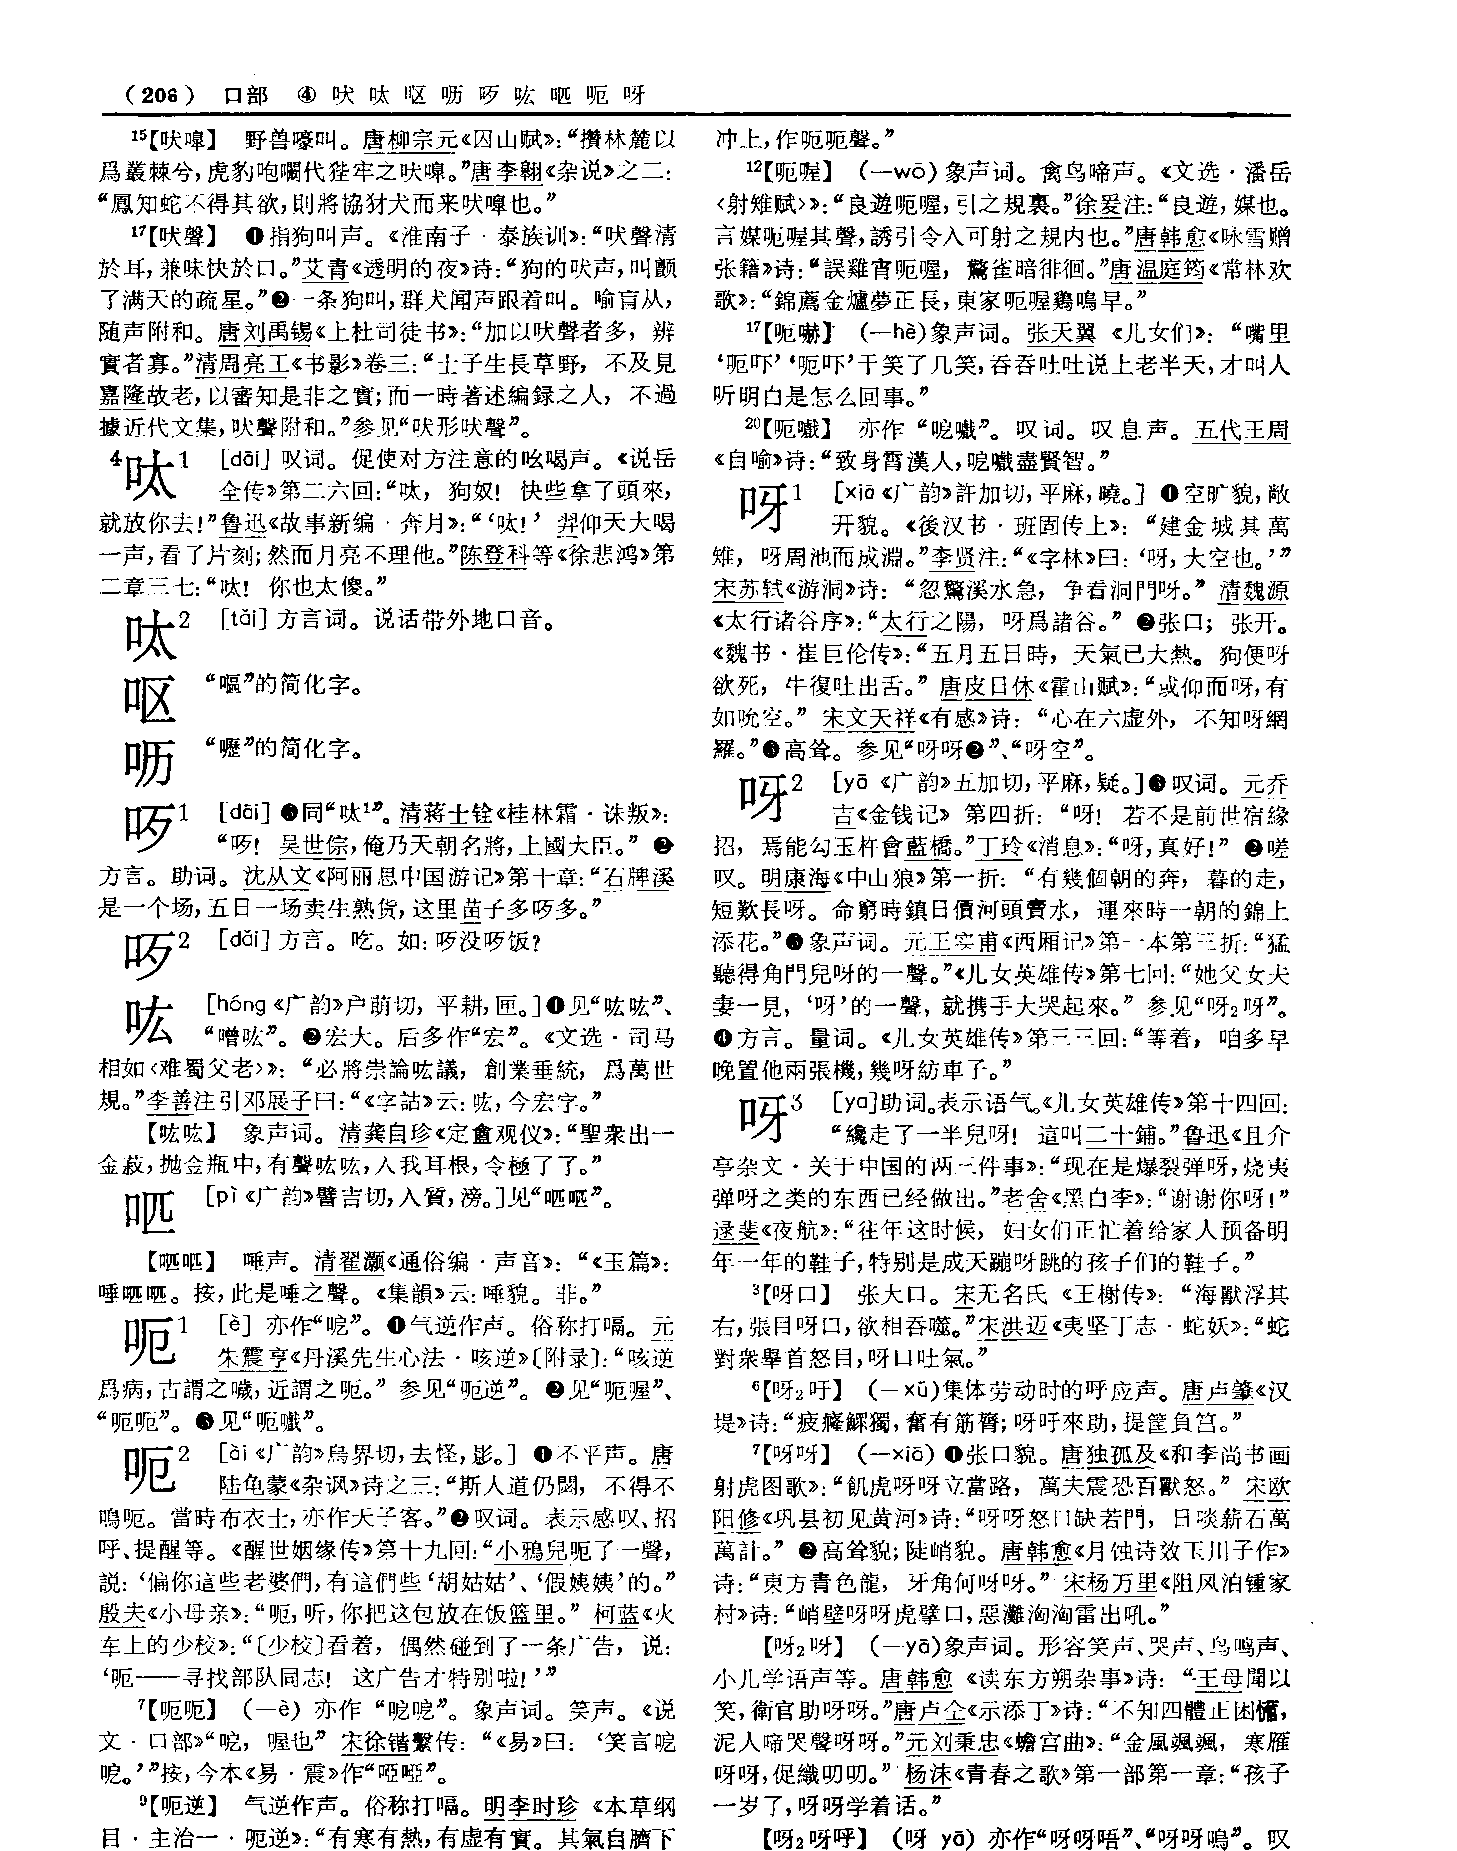 （206） 口部 ④ 吠 呔 呕 呖 㕰 吰 㕭 呃 呀
15【吠嘷】 野兽嚎叫。唐柳宗元《囚山赋》：“攢林麓以
爲叢棘兮，虎豹咆㘚代狴牢之吠嘷。”唐李翱《杂说》之二：
“鳳知蛇不得其欲，則將協犲犬而来吠嘷也。”
17【吠聲】 ❶指狗叫声。《淮南子·泰族训》：“吠聲清
於耳，兼味快於口。”艾青《透明的夜》诗：“狗的吠声，叫颤
了满天的疏星。”❷一条狗叫，群犬闻声跟着叫。喻盲从，
随声附和。唐刘禹锡《上杜司徒书》：“加以吠聲者多，辨
實者寡。”清周亮工《书影》卷三：“士子生長草野，不及見
嘉隆故老，以審知是非之實；而一時著述編録之人，不過
據近代文集，吠聲附和。”参见“吠形吠聲”。
4呔1 [dāi] 叹词。促使对方注意的吆喝声。《说岳
全传》第二六回：“呔，狗奴！快些拿了頭來，
就放你去！”鲁迅《故事新编·奔月》：“‘呔！’羿仰天大喝
一声，看了片刻；然而月亮不理他。”陈登科等《徐悲鸿》第
二章三七：“呔！你也太傻。”
呔2 [tǎi] 方言词。说话带外地口音。
呕 “嘔”的简化字。
呖 “嚦”的简化字。
㕰1 [dāi] ❶同“呔1”。清蒋士铨《桂林霜·诛叛》：
“㕰！吴世倧，俺乃天朝名將，上國大臣。”❷
方言。助词。沈从文《阿丽思中国游记》第十章：“石牌溪
是一个场，五日一场卖生熟货，这里苗子多㕰多。”
㕰2 [dǎi] 方言。吃。如：㕰没㕰饭？
吰 [hóng《广韵》户萌切，平耕，匣。]❶见“吰吰”、
“噌吰”。❷宏大。后多作“宏”。《文选·司马
相如〈难蜀父老〉》：“必將崇論吰議，創業垂統，爲萬世
規。”李善注引邓展子曰：“《字詁》云：吰，今宏字。”
【吰吰】 象声词。清龚自珍《定盦观仪》：“聖衆出一
金菽，抛金瓶中，有聲吰吰，人我耳根，令極了了。”
㕭 [pì《广韵》譬吉切，入質，滂。]见“㕭㕭”。
【㕭㕭】 唾声。清翟灏《通俗编·声音》：“《玉篇》：
唾㕭㕭。按，此是唾之聲。《集韻》云：唾貌。非。”
呃1 [è] 亦作“呝”。❶气逆作声。俗称打嗝。元
朱震亨《丹溪先生心法·咳逆》〔附录〕：“咳逆
爲病，古謂之噦，近謂之呃。”参见“呃逆”。❷见“呃喔”、
“呃呃”。❸见“呃嚱”。
呃2 [ài《广韵》烏界切，去怪，影。] ❶不平声。唐
陆龟蒙《杂讽》诗之三：“斯人道仍閟，不得不
鳴呃。當時布衣士，亦作天子客。”❷叹词。表示感叹、招
呼、提醒等。《醒世姻缘传》第十九回：“小鴉兒呃了一聲，
説：‘偏你這些老婆們，有這們些‘胡姑姑’、‘假姨姨’的。”
殷夫《小母亲》：“呃，听，你把这包放在饭篮里。”柯蓝《火
车上的少校》：“〔少校〕看着，偶然碰到了一条广告，说：
‘呃——寻找部队同志！这广告才特别啦！’”
7【呃呃】 （—è）亦作“呝呝”。象声词。笑声。《说
文·口部》“呝，喔也”宋徐锴繫传：“《易》曰：‘笑言呝
呝。’”按，今本《易·震》作“啞啞”。
9【呃逆】 气逆作声。俗称打嗝。明李时珍《本草纲
目·主治一·呃逆》：“有寒有熱，有虚有實。其氣自臍下
冲上，作呃呃聲。”
12【呃喔】 （—wō）象声词。禽鸟啼声。《文选·潘岳
〈射雉赋〉》：“良遊呃喔，引之規裏。”徐爰注：“良遊，媒也。
言媒呃喔其聲，誘引令入可射之規内也。”唐韩愈《咏雪赠
张籍》诗：“誤雞宵呃喔，驚雀暗徘徊。”唐温庭筠《常林欢
歌》：“錦薦金爐夢正長，東家呃喔鷄鳴早。”
17【呃嚇】 （—hè）象声词。张天翼《儿女们》：“嘴里
‘呃吓’‘呃吓’干笑了几笑，吞吞吐吐说上老半天，才叫人
听明白是怎么回事。”
20【呃嚱】 亦作“呝嚱”。叹词。叹息声。五代王周
《自喻》诗：“致身霄漢人，呝嚱盡賢智。”
呀1 [xiā《广韵》許加切，平麻，曉。] ❶空旷貌，敞
开貌。《後汉书·班固传上》：“建金城其萬
雉，呀周池而成淵。”李贤注：“《字林》曰：‘呀，大空也。’”
宋苏轼《游洞》诗：“忽驚溪水急，争看洞門呀。”清魏源
《太行诸谷序》：“太行之陽，呀爲諸谷。”❷张口；张开。
《魏书·崔巨伦传》：“五月五日時，天氣已大熱。狗便呀
欲死，牛復吐出舌。”唐皮日休《霍山赋》：“或仰而呀，有
如吮空。”宋文天祥《有感》诗：“心在六虚外，不知呀網
羅。”❸高耸。参见“呀呀❷”、“呀空”。
呀2 [yā《广韵》五加切，平麻，疑。]❶叹词。元乔
吉《金钱记》第四折：“呀！若不是前世宿缘
招，焉能勾玉杵會藍橋。”丁玲《消息》：“呀，真好！”❷嗟
叹。明康海《中山狼》第一折：“有幾個朝的奔，暮的走，
短歎長呀。命窮時鎮日價河頭賣水，運來時一朝的錦上
添花。”❸象声词。元王实甫《西厢记》第一本第三折：“猛
聽得角門兒呀的一聲。”《儿女英雄传》第七回：“她父女夫
妻一見，‘呀’的一聲，就携手大哭起來。”参见“呀2呀”。
❹方言。量词。《儿女英雄传》第三三回：“等着，咱多早
晚置他兩張機，幾呀紡車子。”
呀3 [ya]助词。表示语气。《儿女英雄传》第十四回：
“纔走了一半兒呀！這叫二十鋪。”鲁迅《且介
亭杂文·关于中国的两三件事》：“现在是爆裂弹呀，烧夷
弹呀之类的东西已经做出。”老舍《黑白李》：“谢谢你呀！”
逯斐《夜航》：“往年这时候，妇女们正忙着给家人预备明
年一年的鞋子，特别是成天蹦呀跳的孩子们的鞋子。”
3【呀口】 张大口。宋无名氏《王榭传》：“海獸浮其
右，張目呀口，欲相吞噬。”宋洪迈《夷坚丁志·蛇妖》：“蛇
對衆舉首怒目，呀口吐氣。”
6【呀2吁】 （—xū）集体劳动时的呼应声。唐卢肇《汉
堤》诗：“疲癃鰥獨，奮有筋膂；呀吁來助，提筐負筥。”
7【呀呀】 （—xiā）❶张口貌。唐独孤及《和李尚书画
射虎图歌》：“飢虎呀呀立當路，萬夫震恐百獸怒。”宋欧
阳修《巩县初见黄河》诗：“呀呀怒口缺若門，日啖薪石萬
萬計。”❷高耸貌；陡峭貌。唐韩愈《月蚀诗效玉川子作》
诗：“東方青色龍，牙角何呀呀。”宋杨万里《阻风泊锺家
村》诗：“峭壁呀呀虎擘口，惡灘洶洶雷出吼。”
【呀2呀】 （—yā）象声词。形容笑声、哭声、鸟鸣声、
小儿学语声等。唐韩愈《读东方朔杂事》诗：“王母聞以
笑，衛官助呀呀。”唐卢仝《示添丁》诗：“不知四體正困憊，
泥人啼哭聲呀呀。”元刘秉忠《蟾宫曲》：“金風颯颯，寒雁
呀呀，促織叨叨。”杨沫《青春之歌》第一部第一章：“孩子
一岁了，呀呀学着话。”
【呀2呀呼】 （呀 yā）亦作“呀呀唔”、“呀呀嗚”。叹